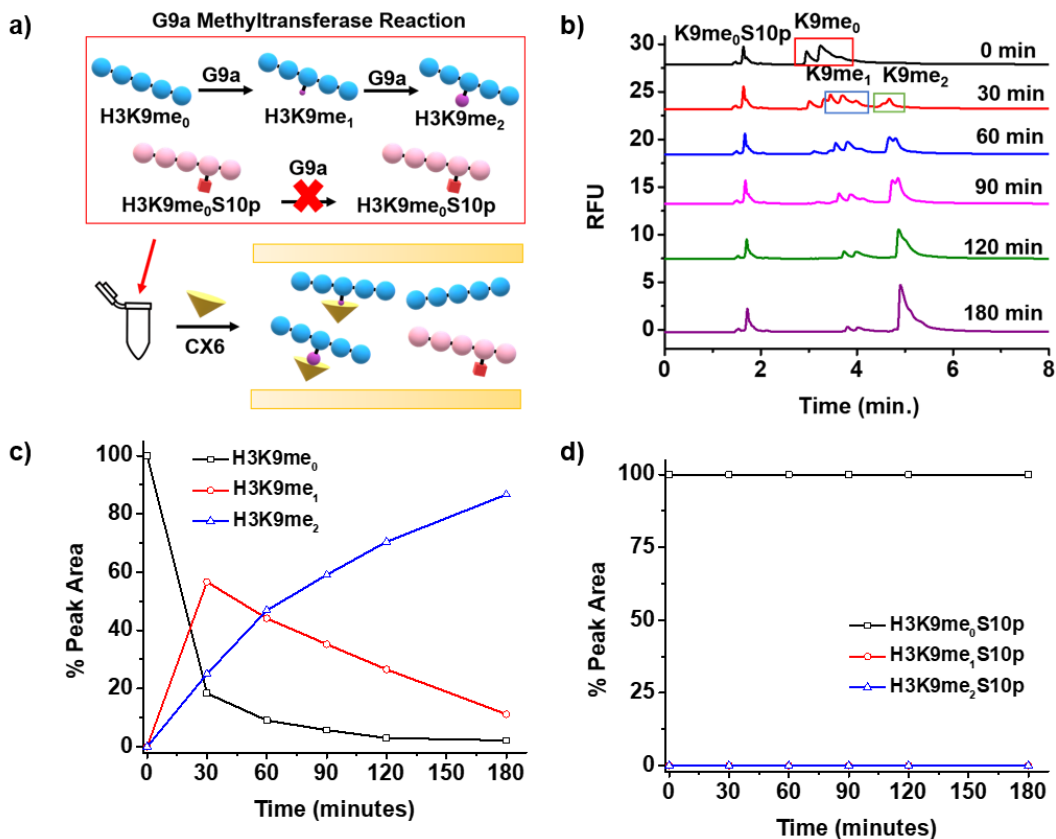 a)
G9a Methyltransferase Reaction
G9a
G9a
H3K9me₀
H3K9me₁
H3K9me₂
G9a
H3K9me₀S10p
H3K9me₀S10p
CX6
b)
K9me₀S10p
K9me₀
K9me₁
K9me₂
0 min
30 min
60 min
90 min
120 min
180 min
30
25
20
15
10
5
0
RFU
0
2
4
6
8
Time (min.)
c)
H3K9me₀
H3K9me₁
H3K9me₂
100
80
60
40
20
0
% Peak Area
0
30
60
90
120
150
180
Time (minutes)
d)
100
75
50
25
0
% Peak Area
H3K9me₀S10p
H3K9me₁S10p
H3K9me₂S10p
0
30
60
90
120
150
180
Time (minutes)